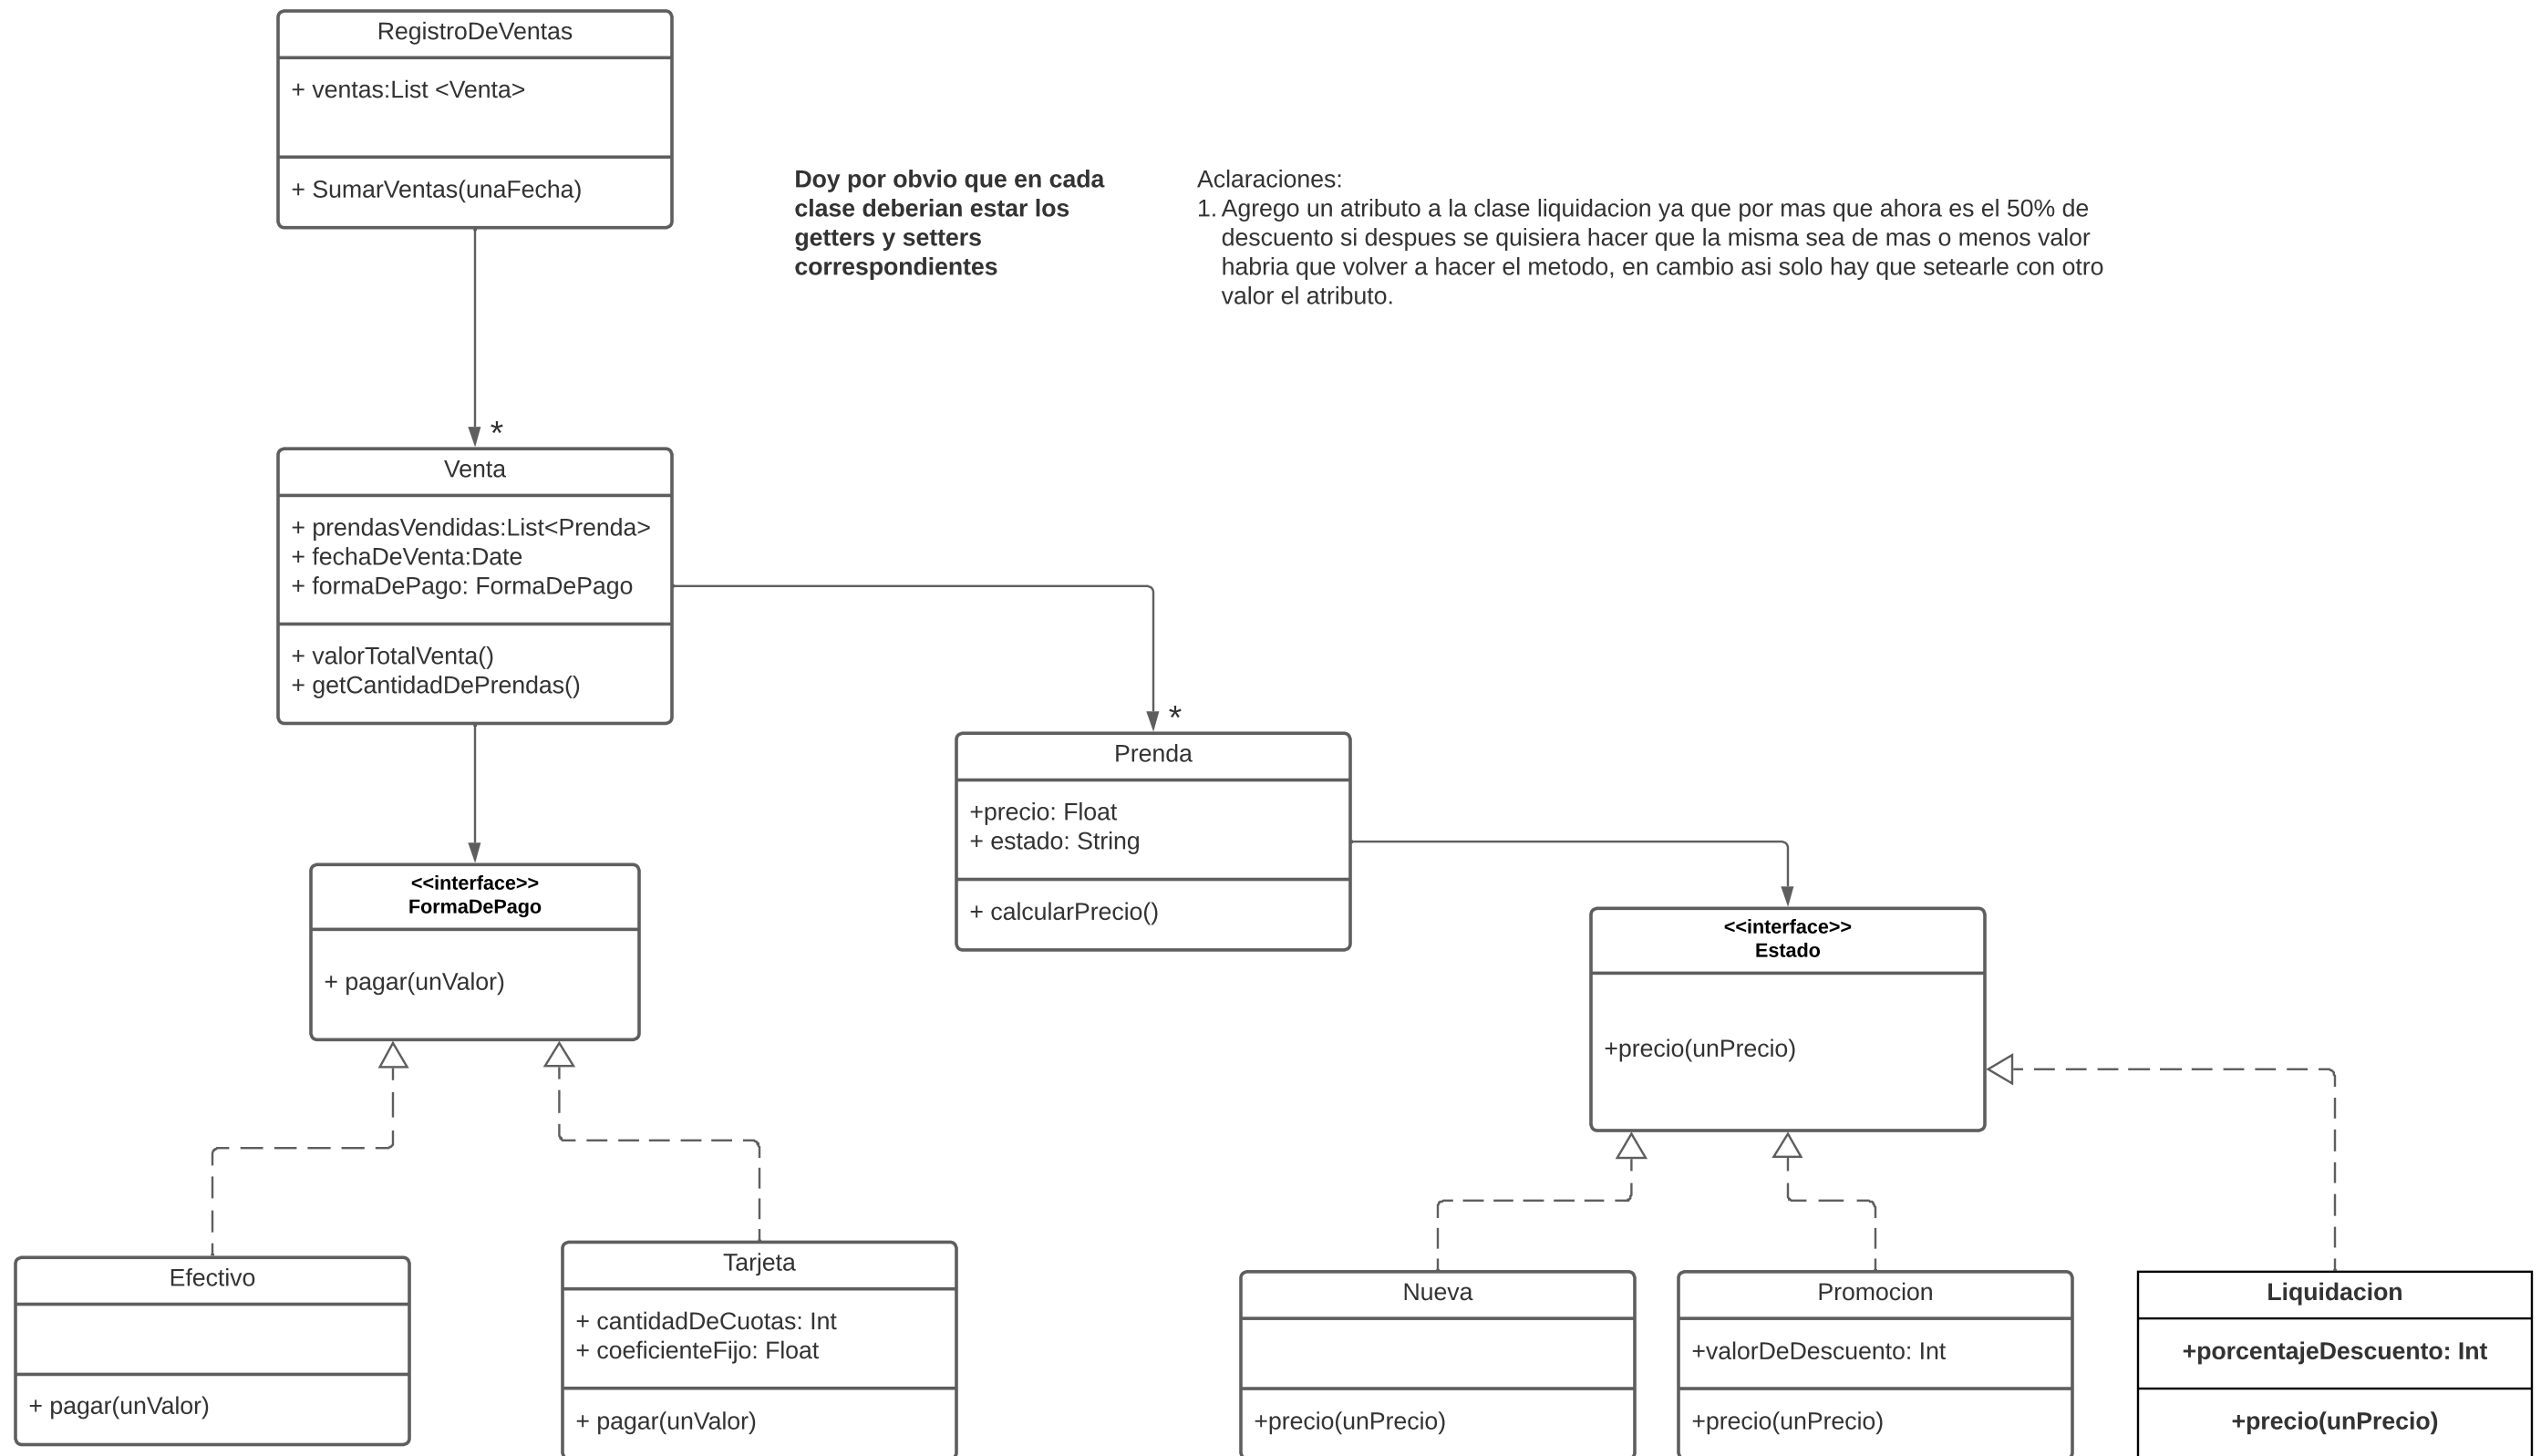 RegistroDeVentas
+ ventas:List <Venta>
+ SumarVentas(unaFecha)
Doy por obvio que en cada
clase deberian estar los
getters y setters
correspondientes
Aclaraciones:
1. Agrego un atributo a la clase liquidacion ya que por mas que ahora es el 50% de
descuento si despues se quisiera hacer que la misma sea de mas o menos valor
habria que volver a hacer el metodo, en cambio asi solo hay que setearle con otro
valor el atributo.
*
Venta
+ prendasVendidas:List<Prenda>
+ fechaDeVenta:Date
+ formaDePago: FormaDePago
+ valorTotalVenta()
+ getCantidadDePrendas()
*
Prenda
+precio: Float
+ estado: String
+ calcularPrecio()
<<interface>>
FormaDePago
+ pagar(unValor)
<<interface>>
Estado
+precio(unPrecio)
Efectivo
+ pagar(unValor)
Tarjeta
+ cantidadDeCuotas: Int
+ coeficienteFijo: Float
+ pagar(unValor)
Nueva
+precio(unPrecio)
Promocion
+valorDeDescuento: Int
+precio(unPrecio)
Liquidacion
+porcentajeDescuento: Int
+precio(unPrecio)